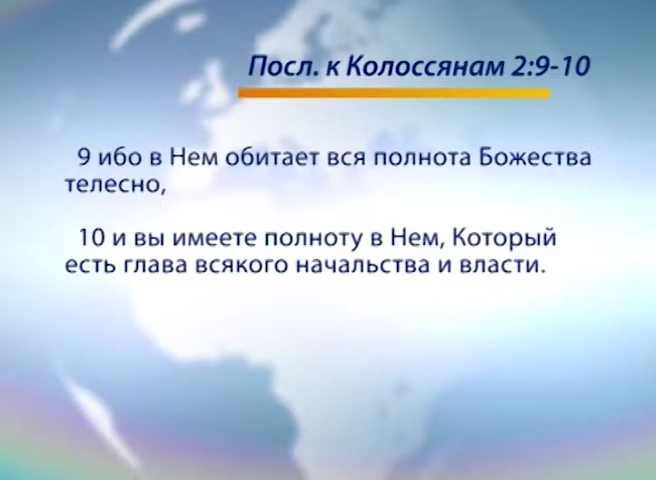 Посл. к Колоссянам 2:9-10
9 ибо в Нем обитает вся полнота Божества
телесно,
10 и вы имеете полноту в Нем, Который
есть глава всякого начальства и власти.